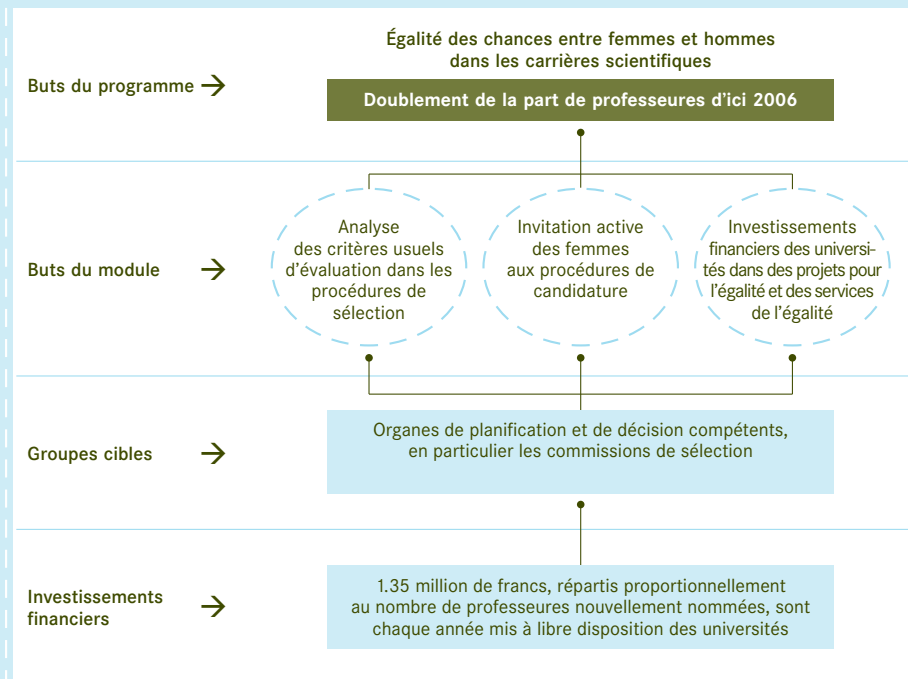 Égalité des chances entre femmes et hommes
dans les carrières scientifiques
Buts du programme →
Doublement de la part de professeures d'ici 2006
Buts du module →
Analyse
des critères usuels
d'évaluation dans les
procédures de
sélection
Invitation active
des femmes
aux procédures de
candidature
Investissements
financiers des universi-
tés dans des projets pour
l'égalité et des services
de l'égalité
Groupes cibles →
Organes de planification et de décision compétents,
en particulier les commissions de sélection
Investissements
financiers →
1.35 million de francs, répartis proportionnellement
au nombre de professeures nouvellement nommées, sont
chaque année mis à libre disposition des universités